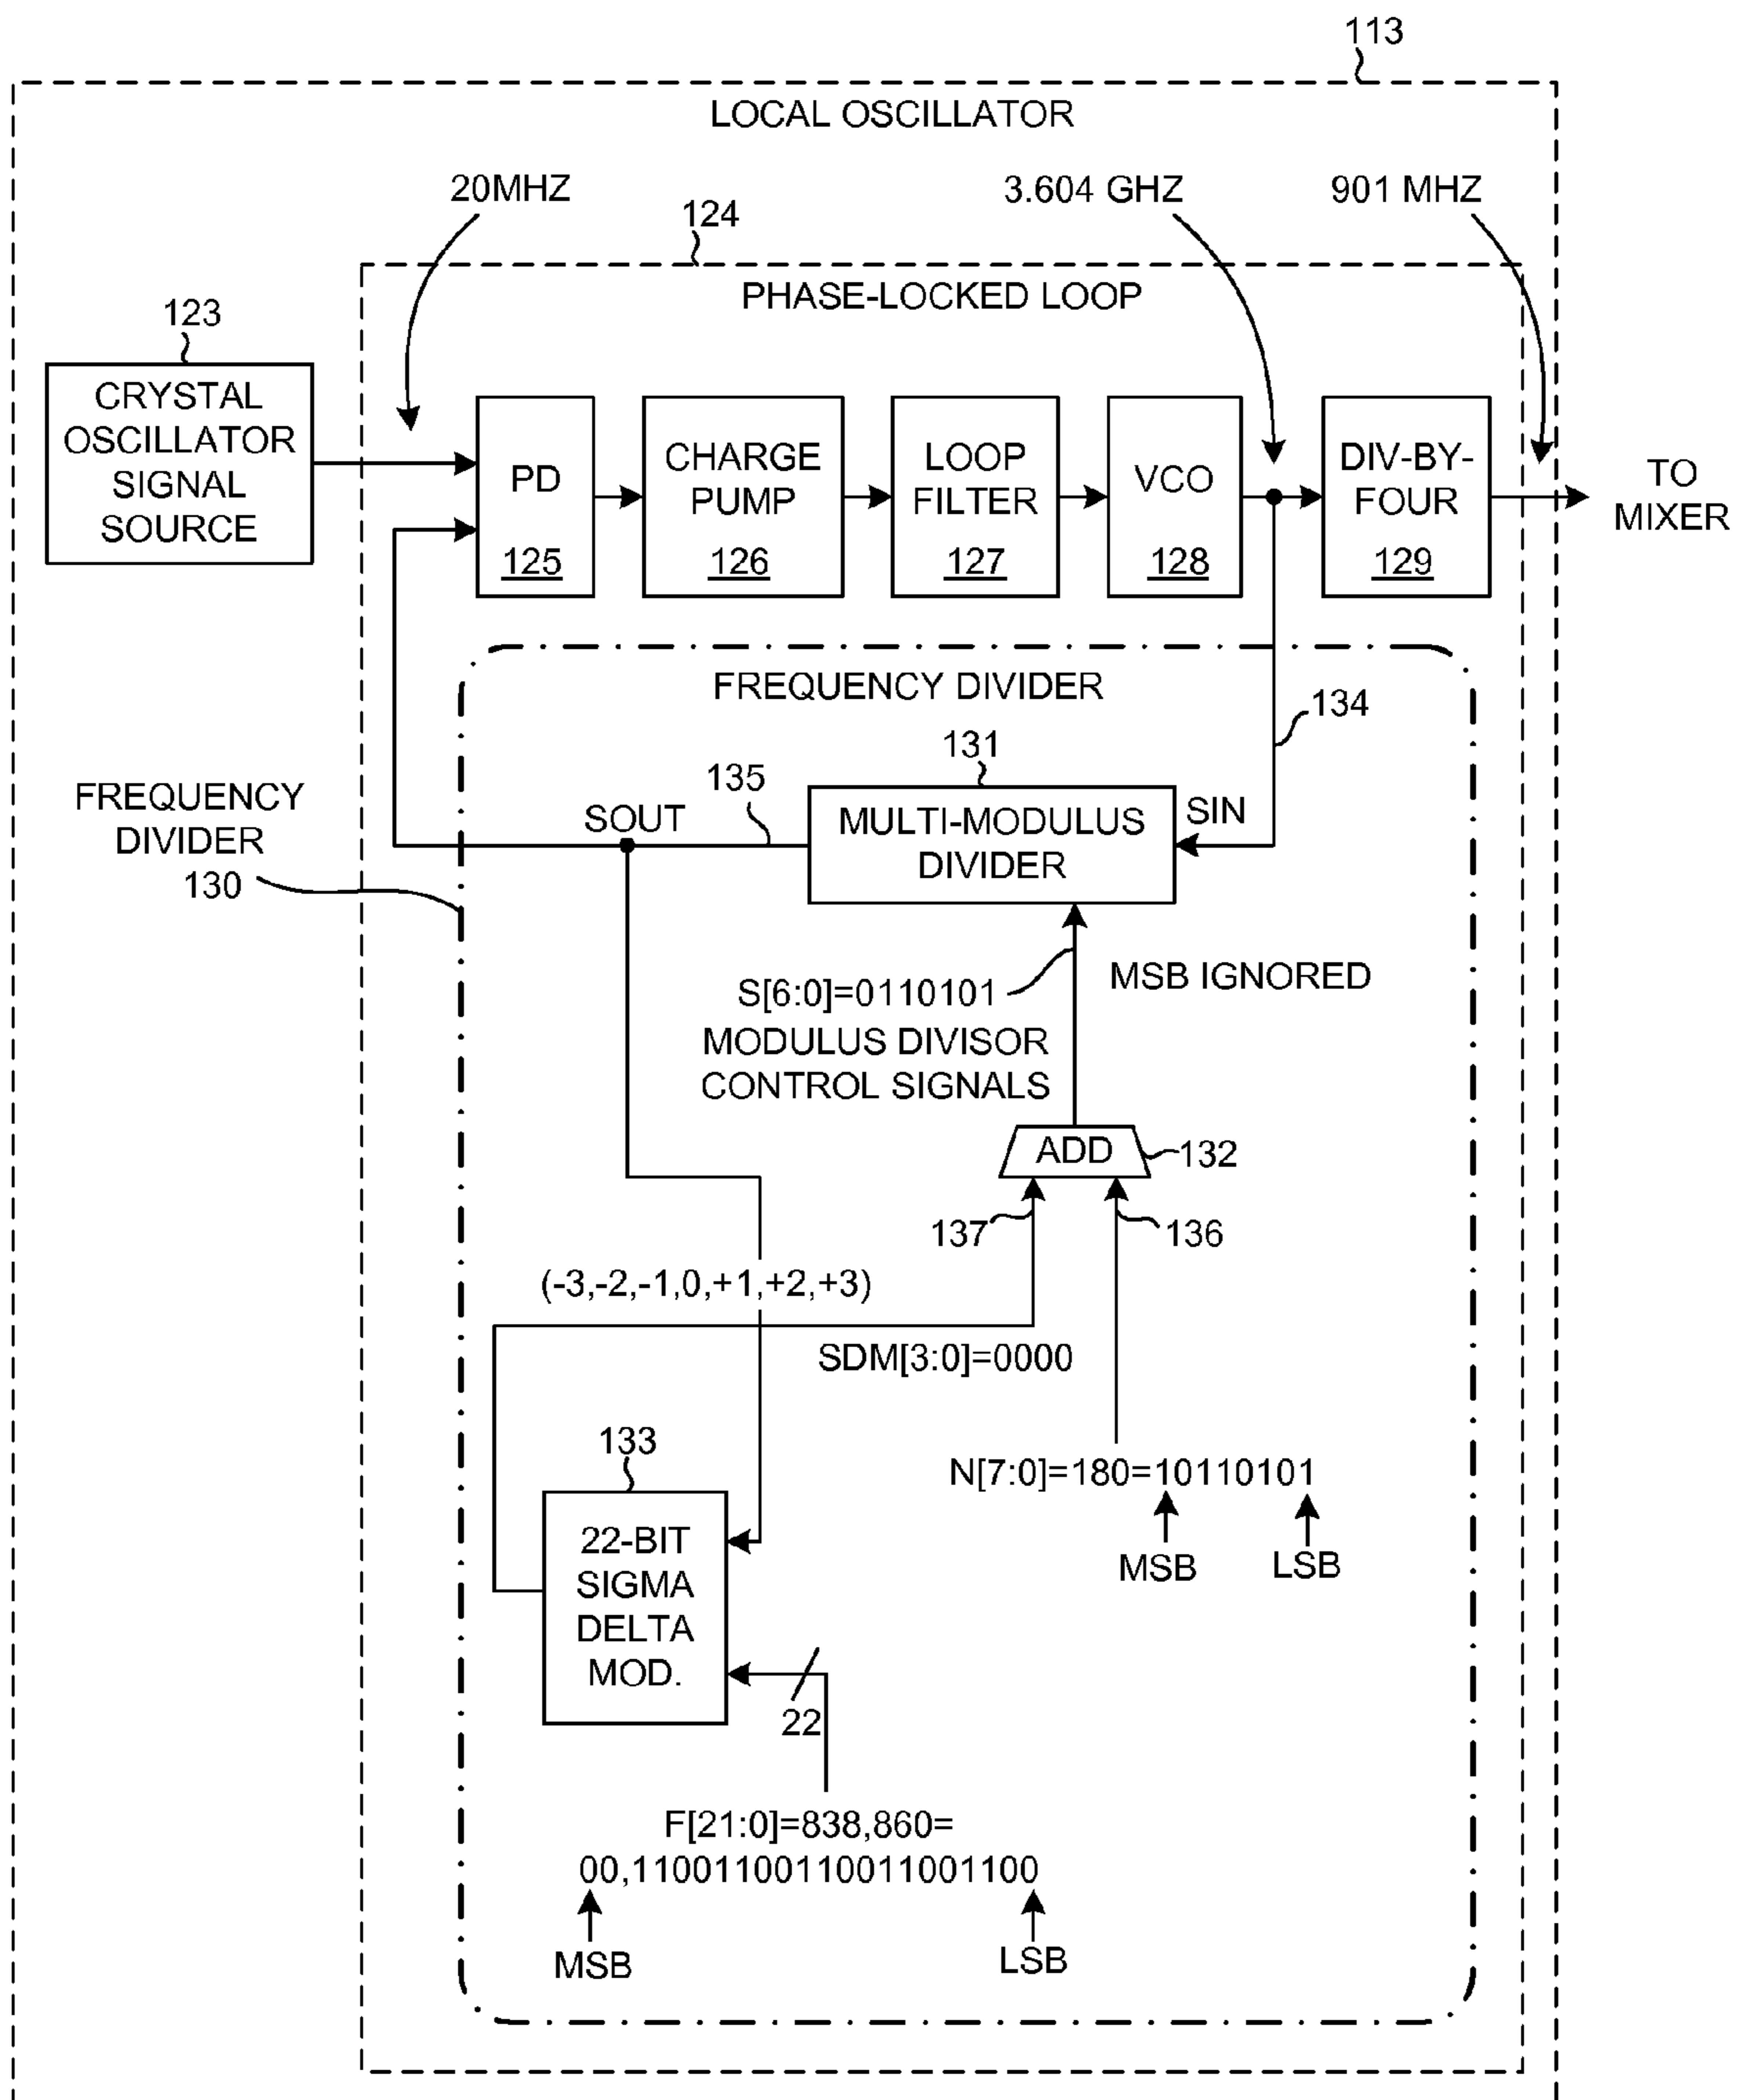 113
LOCAL OSCILLATOR
20MHZ
124
3.604 GHZ
901 MHZ
PHASE-LOCKED LOOP
123
CRYSTAL
OSCILLATOR
SIGNAL
SOURCE
PD
125
CHARGE
PUMP
126
LOOP
FILTER
127
VCO
128
DIV-BY-
FOUR
129
TO
MIXER
FREQUENCY DIVIDER
134
131
135
FREQUENCY
DIVIDER
130
SOUT
MULTI-MODULUS
DIVIDER
SIN
S[6:0]=0110101
MSB IGNORED
MODULUS DIVISOR
CONTROL SIGNALS
ADD
132
137
136
(-3,-2,-1,0,+1,+2,+3)
SDM[3:0]=0000
133
N[7:0]=180=10110101
MSB
LSB
22-BIT
SIGMA
DELTA
MOD.
22
F[21:0]=838,860=
00,11001100110011001100
MSB
LSB